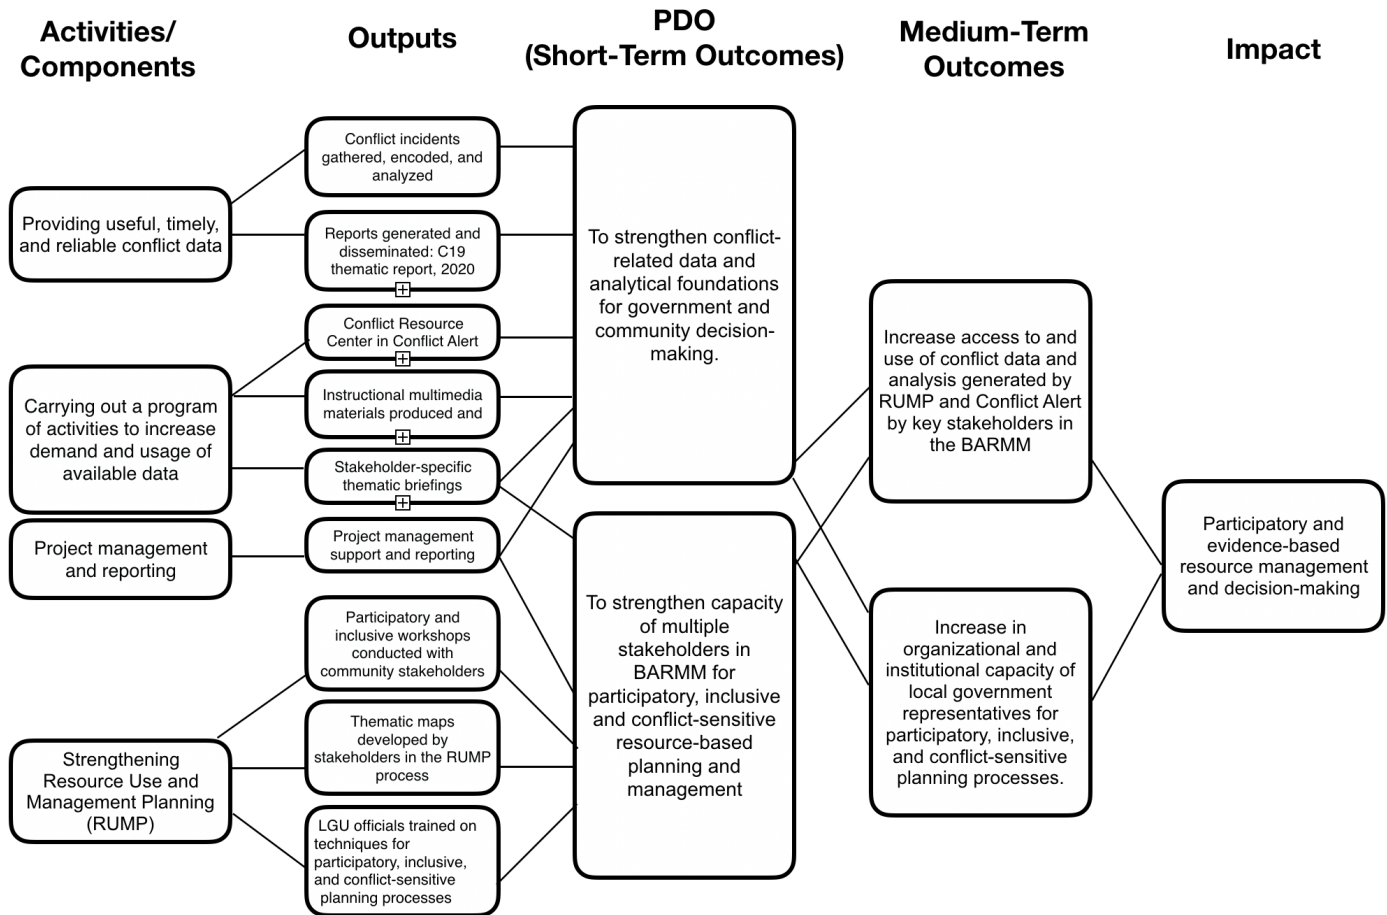 Activities/
Components
Outputs
PDO
(Short-Term Outcomes)
Medium-Term
Outcomes
Impact
Providing useful, timely,
and reliable conflict data
Carrying out a program
of activities to increase
demand and usage of
available data
Project management
and reporting
Strengthening
Resource Use and
Management Planning
(RUMP)
Conflict incidents
gathered, encoded, and
analyzed
Reports generated and
disseminated: C19
thematic report, 2020
Conflict Resource
Center in Conflict Alert
Instructional multimedia
materials produced and
Stakeholder-specific
thematic briefings
Project management
support and reporting
Participatory and
inclusive workshops
conducted with
community stakeholders
Thematic maps
developed by
stakeholders in the RUMP
process
LGU officials trained on
techniques for
participatory, inclusive,
and conflict-sensitive
planning processes
To strengthen conflict-
related data and
analytical foundations
for government and
community decision-
making.
To strengthen capacity
of multiple
stakeholders in
BARMM for
participatory, inclusive
and conflict-sensitive
resource-based
planning and
management
Increase access to and
use of conflict data and
analysis generated by
RUMP and Conflict Alert
by key stakeholders in
the BARMM
Increase in
organizational and
institutional capacity of
local government
representatives for
participatory, inclusive,
and conflict-sensitive
planning processes.
Participatory and
evidence-based
resource management
and decision-making